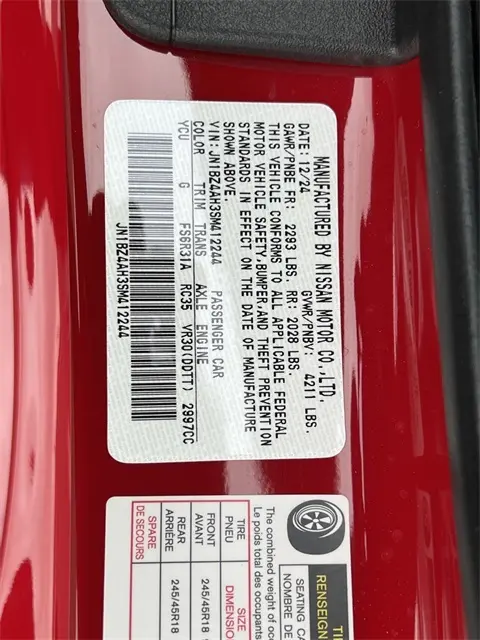 MANUFACTURED BY NISSAN MOTOR CO.,LTD.
DATE: 12/24 GVWR/PNBV: 4211 LBS.
GAWR/PNBE FR: 2293 LBS. RR: 2028 LBS.
THIS VEHICLE CONFORMS TO ALL APPLICABLE FEDERAL
MOTOR VEHICLE SAFETY,BUMPER,AND THEFT PREVENTION
STANDARDS IN EFFECT ON THE DATE OF MANUFACTURE
SHOWN ABOVE.
VIN: JN1BZ4AH3SM412244 PASSENGER CAR
COLOR TRIM TRANS AXLE ENGINE
YCU G FS6R31A RC35 VR30(DDTT) 2997CC
JN1BZ4AH3SM412244
RENSEIGN
SEATING CA
NOMBRE DE
The combined weight of oc
Le poids total des occupants
TIRE
PNEU
SIZE
DIMENSION
FRONT
AVANT
245/45R18
REAR
ARRIÈRE
245/45R18
SPARE
DE SECOURS